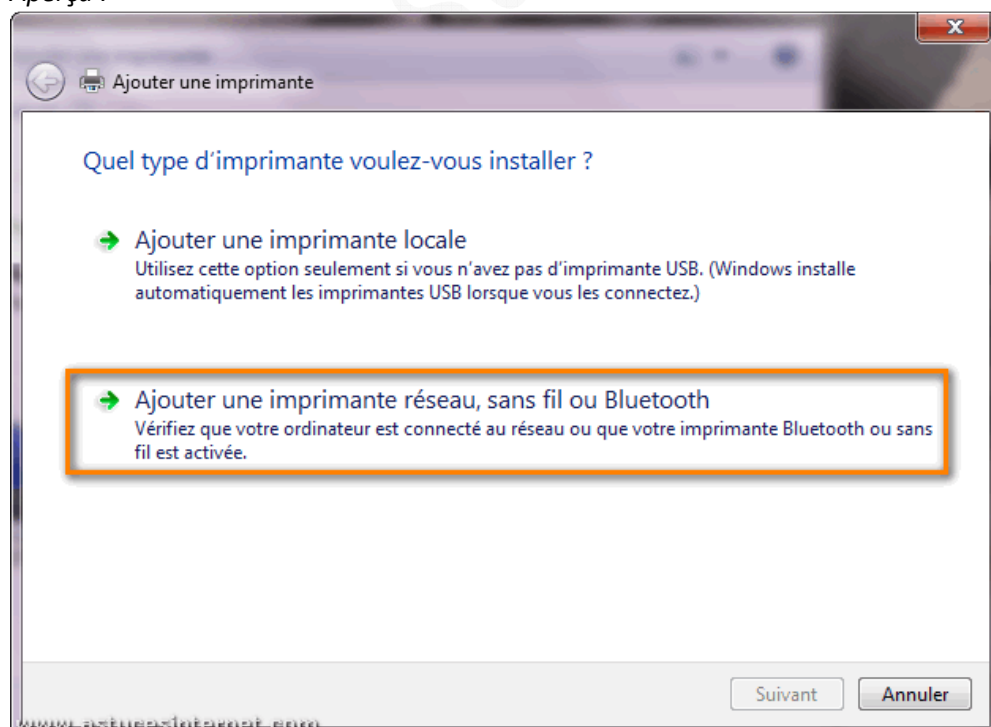 Aperçu :
x
Ajouter une imprimante
Quel type d'imprimante voulez-vous installer ?
Ajouter une imprimante locale
Utilisez cette option seulement si vous n'avez pas d'imprimante USB. (Windows installe
automatiquement les imprimantes USB lorsque vous les connectez.)
Ajouter une imprimante réseau, sans fil ou Bluetooth
Vérifiez que votre ordinateur est connecté au réseau ou que votre imprimante Bluetooth ou sans
fil est activée.
Suivant
Annuler